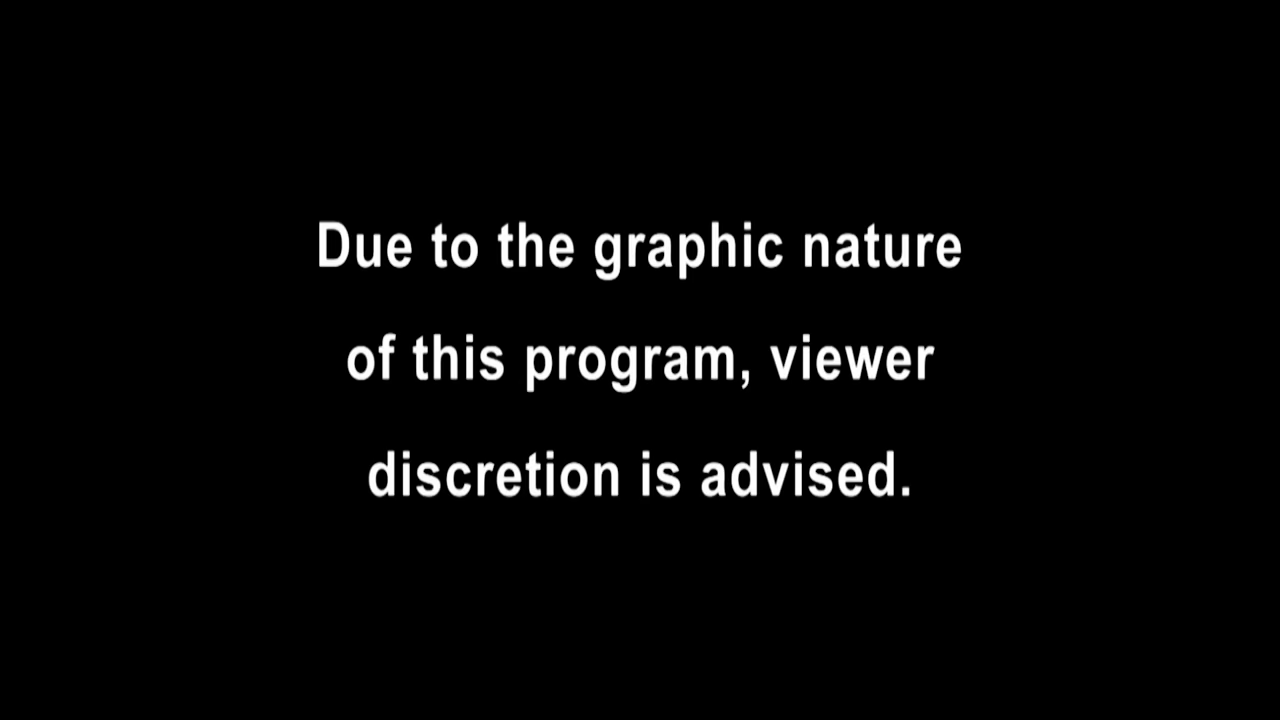 Due to the graphic nature
of this program, viewer
discretion is advised.